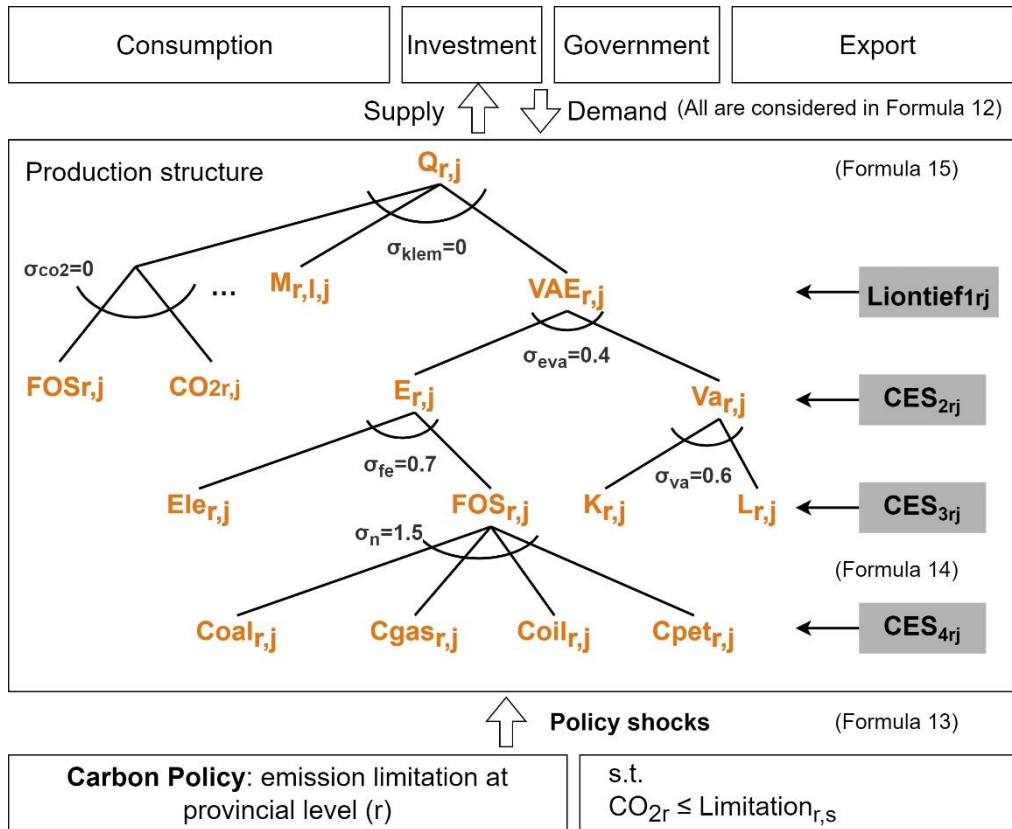 Consumption
Investment
Government
Export
Supply
Demand
(All are considered in Formula 12)
Production structure
Qr,j
(Formula 15)
σklem=0
σco2=0
...
Mr,I,j
VAEr,j
Liontief1rj
σeva=0.4
FOSr,j
CO2r,j
Er,j
Var,j
CES2rj
σfe=0.7
σva=0.6
Eler,j
FOSr,j
Kr,j
Lr,j
CES3rj
σn=1.5
(Formula 14)
Coalr,j
Cgasr,j
Coilr,j
Cpetr,j
CES4rj
Policy shocks
(Formula 13)
Carbon Policy: emission limitation at
provincial level (r)
s.t.
CO2r ≤ Limitationr,s